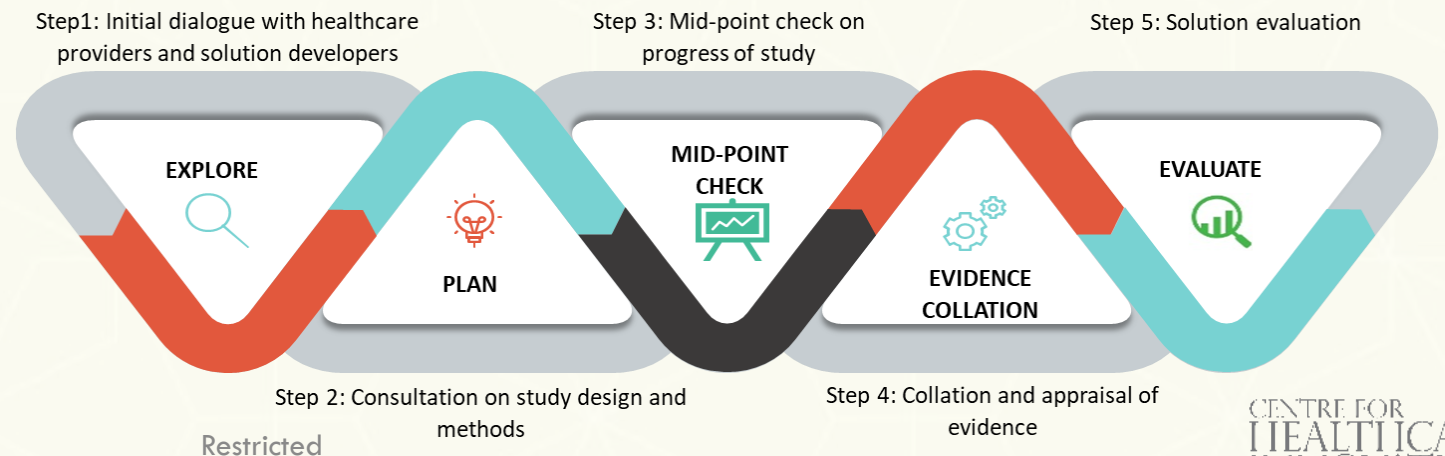 Step1: Initial dialogue with healthcare
providers and solution developers
Step 3: Mid-point check on
progress of study
Step 5: Solution evaluation
EXPLORE
PLAN
MID-POINT
CHECK
EVIDENCE
COLLATION
EVALUATE
Step 2: Consultation on study design and
methods
Step 4: Collation and appraisal of
evidence
Restricted
CENTRE FOR